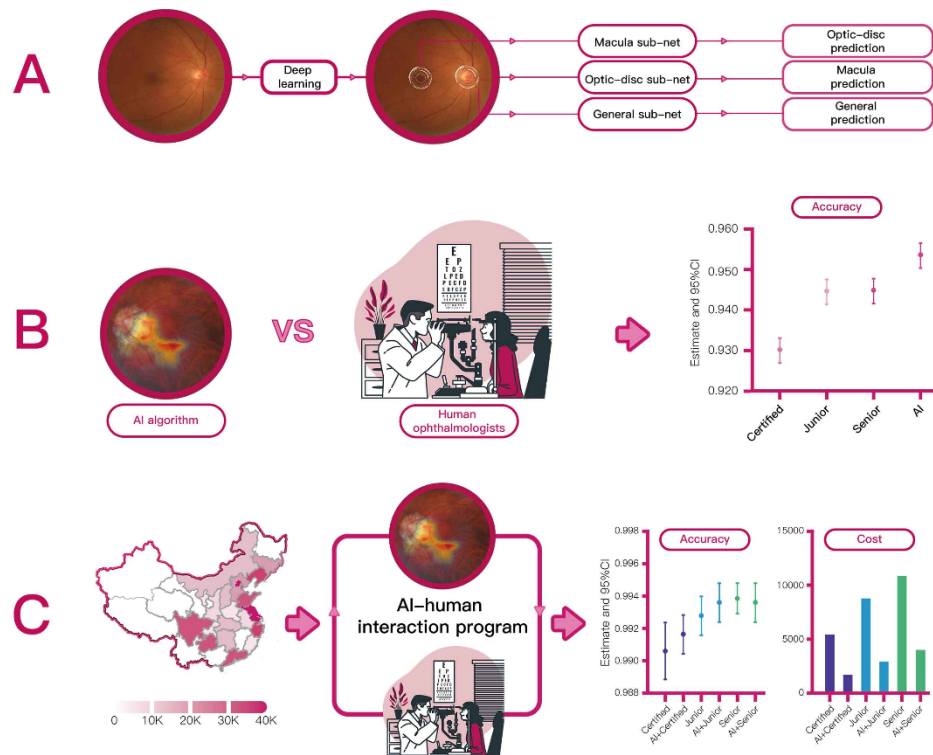 A
Deep
learning
Macula sub-net
Optic-disc sub-net
General sub-net
Optic-disc
prediction
Macula
prediction
General
prediction
B
AI algorithm
VS
Human
ophthalmologists
Accuracy
Estimate and 95%CI
0.960
0.950
0.940
0.930
0.920
Certified
Junior
Senior
AI
C
0
10K
20K
30K
40K
AI-human
interaction program
Accuracy
Estimate and 95%CI
0.998
0.996
0.994
0.992
0.990
0.988
Certified
AI+Certified
Junior
AI+Junior
Senior
AI+Senior
Cost
15000
10000
5000
0
Certified
AI+Certified
Junior
AI+Junior
Senior
AI+Senior